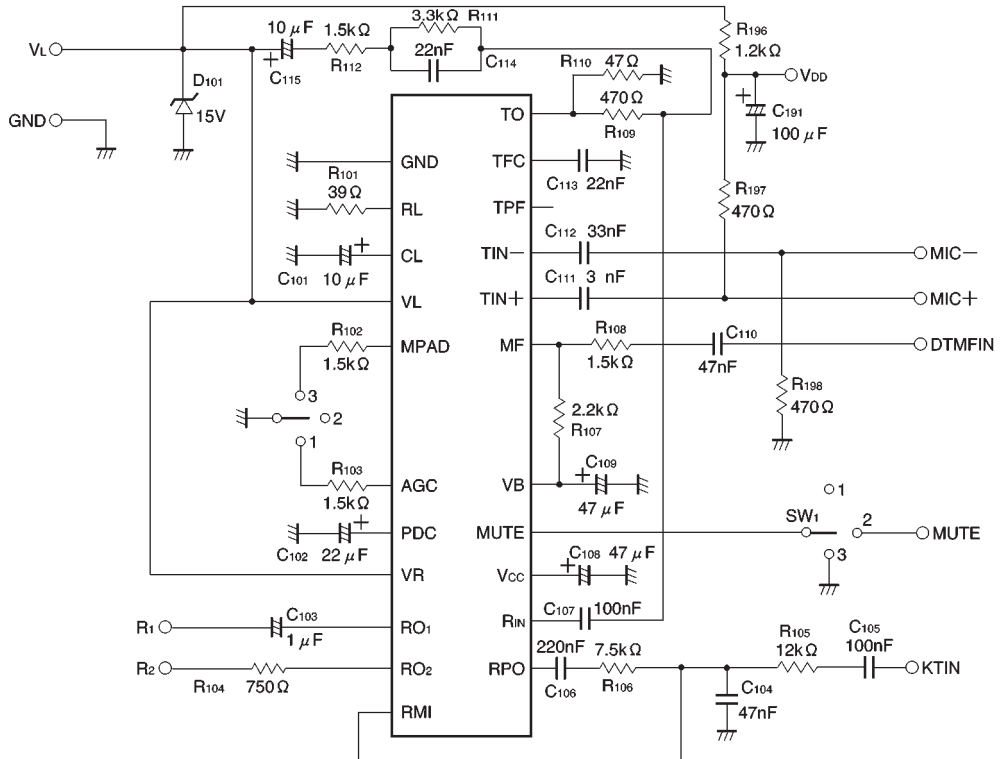 10 μF
1.5kΩ
3.3kΩ R111
VL
+
C115
R112
22nF
C114
R196
1.2kΩ
R110
47Ω
VDD
D101
15V
TO
470Ω
R109
+
C191
100 μF
GND
GND
TFC
C113 22nF
R101
39Ω
RL
TPF
R197
470Ω
C112 33nF
CL
+
TIN−
MIC−
C101 10 μF
C111 3 nF
VL
TIN+
MIC+
R102
1.5kΩ
MPAD
MF
R108
1.5kΩ
C110
47nF
DTMFIN
3
2
1
2.2kΩ
R107
R198
470Ω
R103
1.5kΩ
AGC
VB
+
C109
47 μF
1
SW1
2
3
PDC
+
C102 22 μF
MUTE
MUTE
VR
VCC
+
C108 47 μF
R1
C103
1 μF
RO1
RIN
C107 100nF
R2
R104 750Ω
RO2
RPO
220nF
C106
7.5kΩ
R106
R105
12kΩ
C105
100nF
KTIN
C104
47nF
RMI